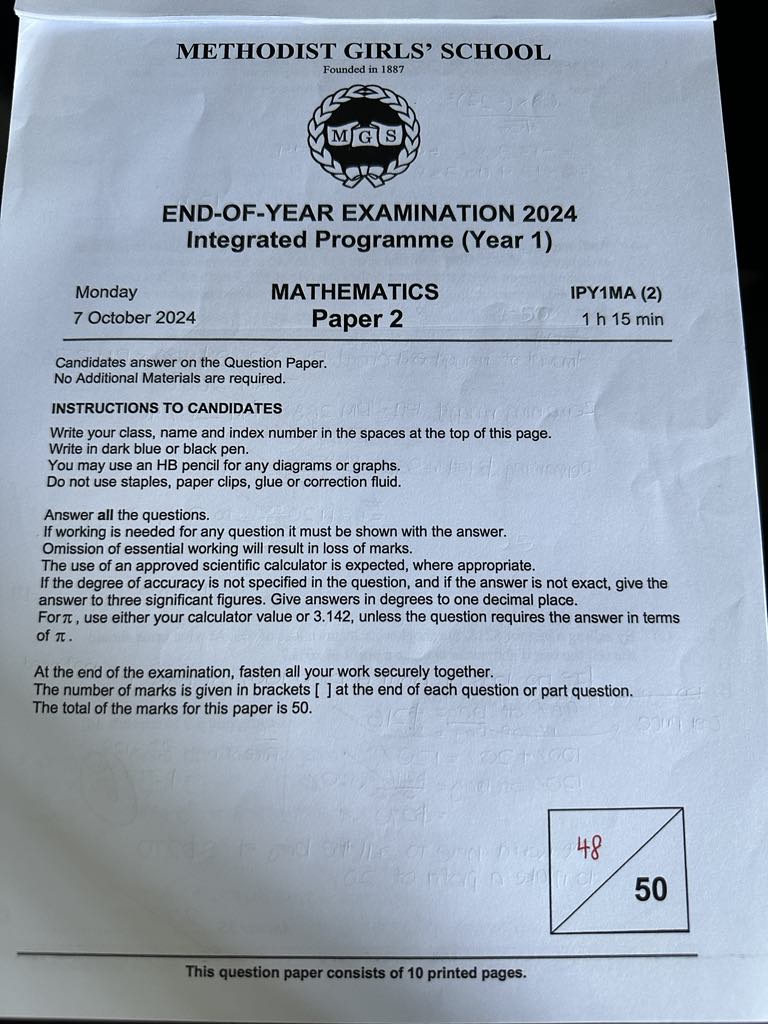 METHODIST GIRLS' SCHOOL
Founded in 1887
M G S
END-OF-YEAR EXAMINATION 2024
Integrated Programme (Year 1)
Monday MATHEMATICS IPY1MA (2)
7 October 2024 Paper 2 1 h 15 min
Candidates answer on the Question Paper.
No Additional Materials are required.
INSTRUCTIONS TO CANDIDATES
Write your class, name and index number in the spaces at the top of this page.
Write in dark blue or black pen.
You may use an HB pencil for any diagrams or graphs.
Do not use staples, paper clips, glue or correction fluid.
Answer all the questions.
If working is needed for any question it must be shown with the answer.
Omission of essential working will result in loss of marks.
The use of an approved scientific calculator is expected, where appropriate.
If the degree of accuracy is not specified in the question, and if the answer is not exact, give the
answer to three significant figures. Give answers in degrees to one decimal place.
For π, use either your calculator value or 3.142, unless the question requires the answer in terms
of π.
At the end of the examination, fasten all your work securely together.
The number of marks is given in brackets [ ] at the end of each question or part question.
The total of the marks for this paper is 50.
48
50
This question paper consists of 10 printed pages.